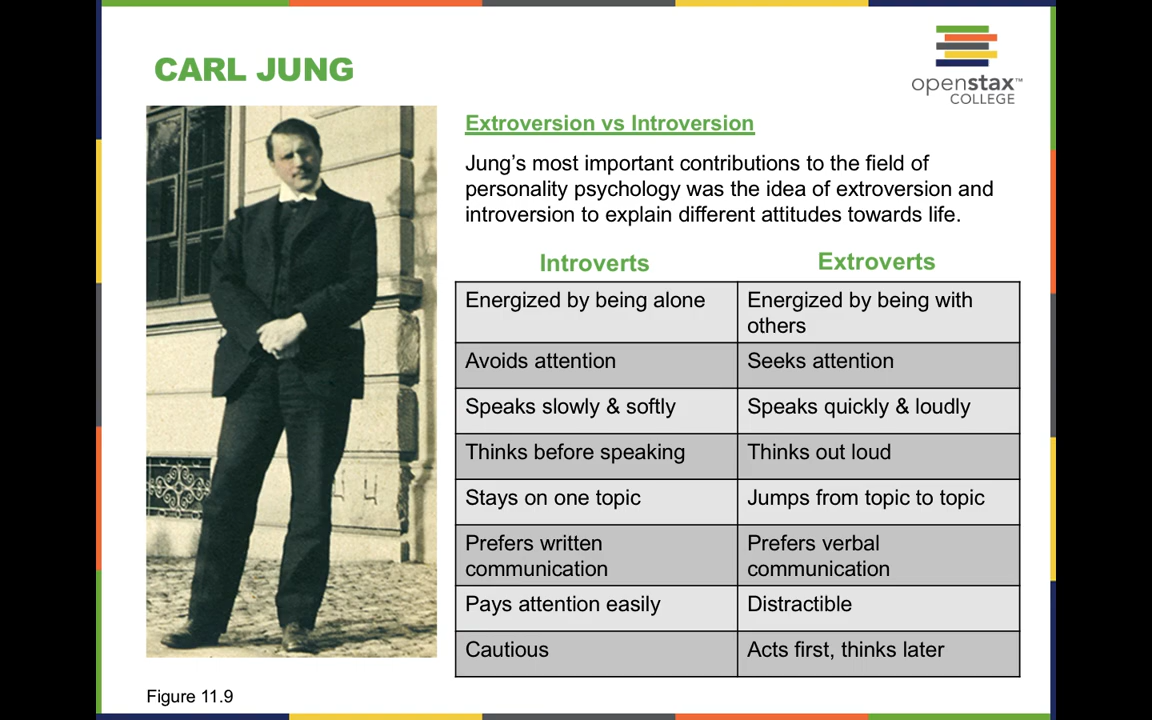 CARL JUNG
openstax™
COLLEGE
Extroversion vs Introversion
Jung’s most important contributions to the field of
personality psychology was the idea of extroversion and
introversion to explain different attitudes towards life.
Introverts
Extroverts
Energized by being alone
Energized by being with
others
Avoids attention
Seeks attention
Speaks slowly & softly
Speaks quickly & loudly
Thinks before speaking
Thinks out loud
Stays on one topic
Jumps from topic to topic
Prefers written
communication
Prefers verbal
communication
Pays attention easily
Distractible
Cautious
Acts first, thinks later
Figure 11.9